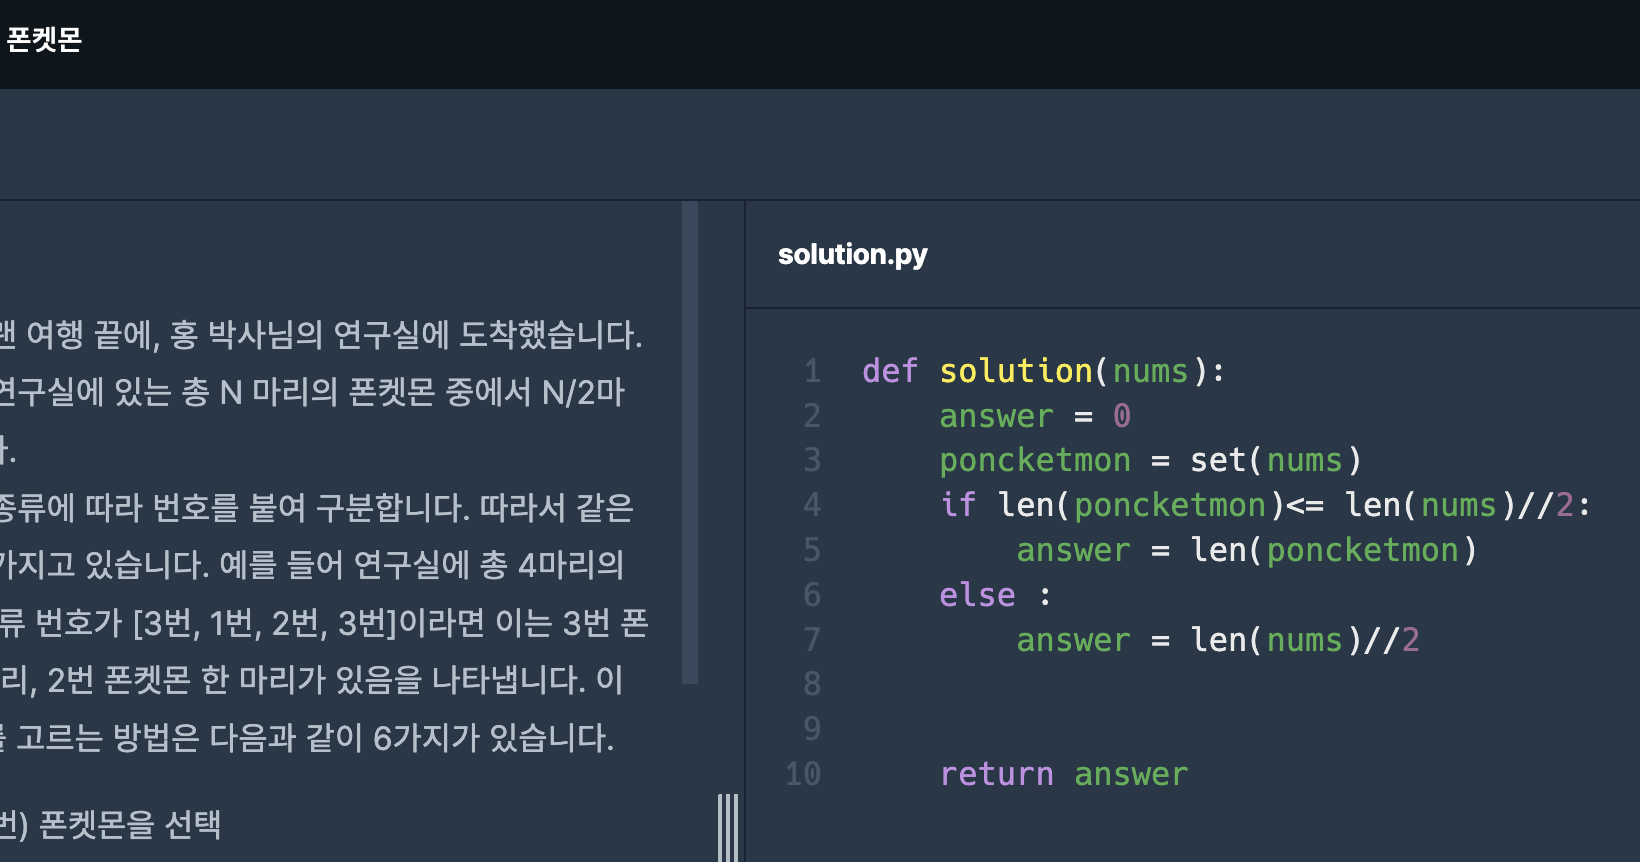 폰켓몬
여행 끝에, 홍 박사님의 연구실에 도착했습니다.
연구실에 있는 총 N 마리의 폰켓몬 중에서 N/2마
종류에 따라 번호를 붙여 구분합니다. 따라서 같은
가지고 있습니다. 예를 들어 연구실에 총 4마리의
류 번호가 [3번, 1번, 2번, 3번]이라면 이는 3번 폰
리, 2번 폰켓몬 한 마리가 있음을 나타냅니다. 이
를 고르는 방법은 다음과 같이 6가지가 있습니다.
번) 폰켓몬을 선택
solution.py
1 def solution(nums):
2 answer = 0
3 poncketmon = set(nums)
4 if len(poncketmon)<= len(nums)//2:
5 answer = len(poncketmon)
6 else :
7 answer = len(nums)//2
8
9
10 return answer